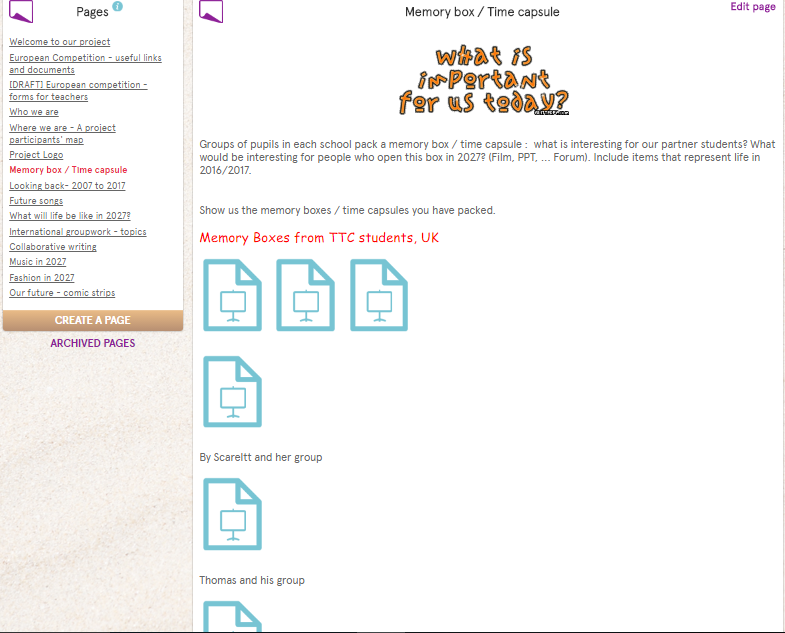 Pages
Welcome to our project
European Competition - useful links
and documents
[DRAFT] European competition -
forms for teachers
Who we are
Where we are - A project
participants' map
Project Logo
Memory box / Time capsule
Looking back- 2007 to 2017
Future songs
What will life be like in 2027?
International groupwork - topics
Collaborative writing
Music in 2027
Fashion in 2027
Our future - comic strips
CREATE A PAGE
ARCHIVED PAGES
Memory box / Time capsule
Edit page
what is
important
for us today?
Groups of pupils in each school pack a memory box / time capsule :  what is interesting for our partner students? What
would be interesting for people who open this box in 2027? (Film, PPT, ... Forum). Include items that represent life in
2016/2017.
Show us the memory boxes / time capsules you have packed.
Memory Boxes from TTC students, UK
By Scareltt and her group
Thomas and his group